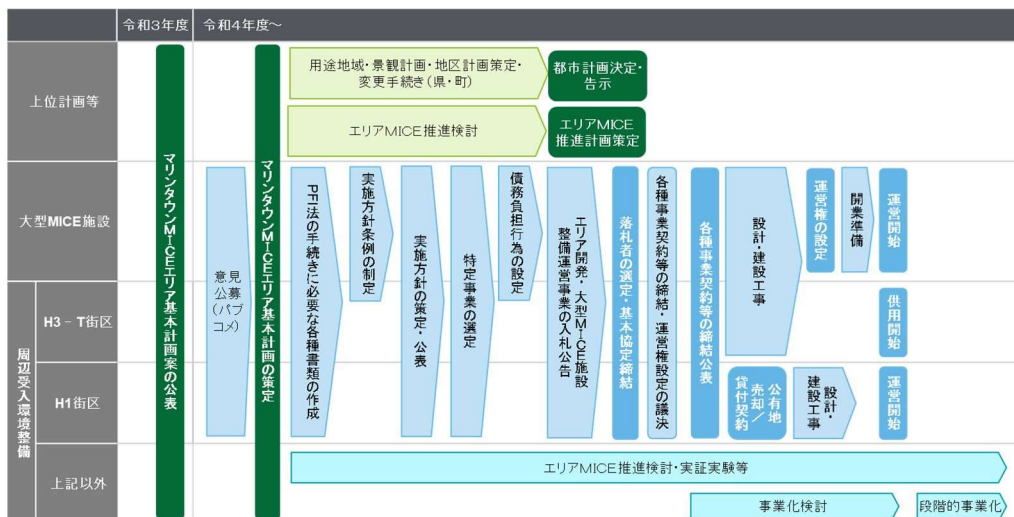 令和3年度
令和4年度～
上位計画等
大型MICE施設
周辺受入環境整備
H3－T街区
H1街区
上記以外
マリンタウンMICEエリア基本計画案の公表
マリンタウンMICEエリア基本計画の策定
用途地域・景観計画・地区計画策定・
変更手続き（県・町）
都市計画決定・
告示
エリアMICE推進検討
エリアMICE
推進計画策定
意見
公募
（パブ
コメ）
PFI法の手続きに必要な各種書類の作成
実施方針条例の制定
実施方針の策定・公表
特定事業の選定
債務負担行為の設定
エリア開発・大型MICE施設
整備運営事業の入札公告
落札者の選定・基本協定締結
各種事業契約等の締結・運営権設定の議決
各種事業契約等の締結公表
設計・建設工事
運営権の設定
開業準備
運営開始
供用開始
公有地
売却／
貸付契約
設計・
建設工事
運営開始
エリアMICE推進検討・実証実験等
事業化検討
段階的事業化